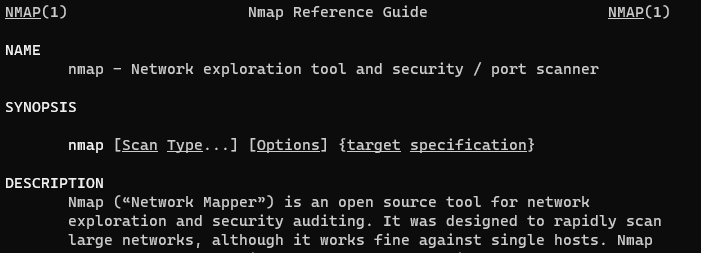 NMAP(1) Nmap Reference Guide NMAP(1)
NAME
nmap - Network exploration tool and security / port scanner
SYNOPSIS
nmap [Scan Type...] [Options] {target specification}
DESCRIPTION
Nmap (“Network Mapper”) is an open source tool for network
exploration and security auditing. It was designed to rapidly scan
large networks, although it works fine against single hosts. Nmap